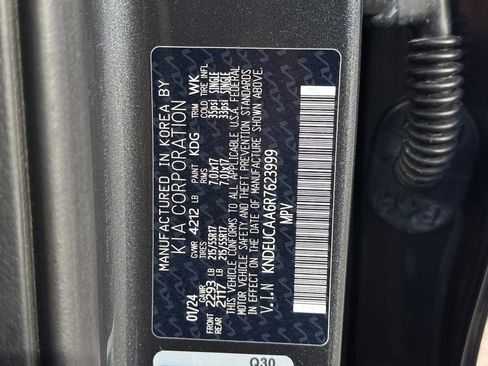 MANUFACTURED IN KOREA BY
KIA CORPORATION
01/24 GVWR 4212 LB PAINT KDG WK
GAWR TIRES RIMS COLD TIRE INFL
FRONT 2293 LB 215/55R17 7.0Jx17 35psi SINGLE
REAR 2117 LB 215/55R17 7.0Jx17 33psi SINGLE
THIS VEHICLE CONFORMS TO ALL APPLICABLE U.S.A. FEDERAL
MOTOR VEHICLE SAFETY AND THEFT PREVENTION STANDARDS
IN EFFECT ON THE DATE OF MANUFACTURE SHOWN ABOVE.
V.I.N KNDEUCAA6R7623999
MPV
Q30